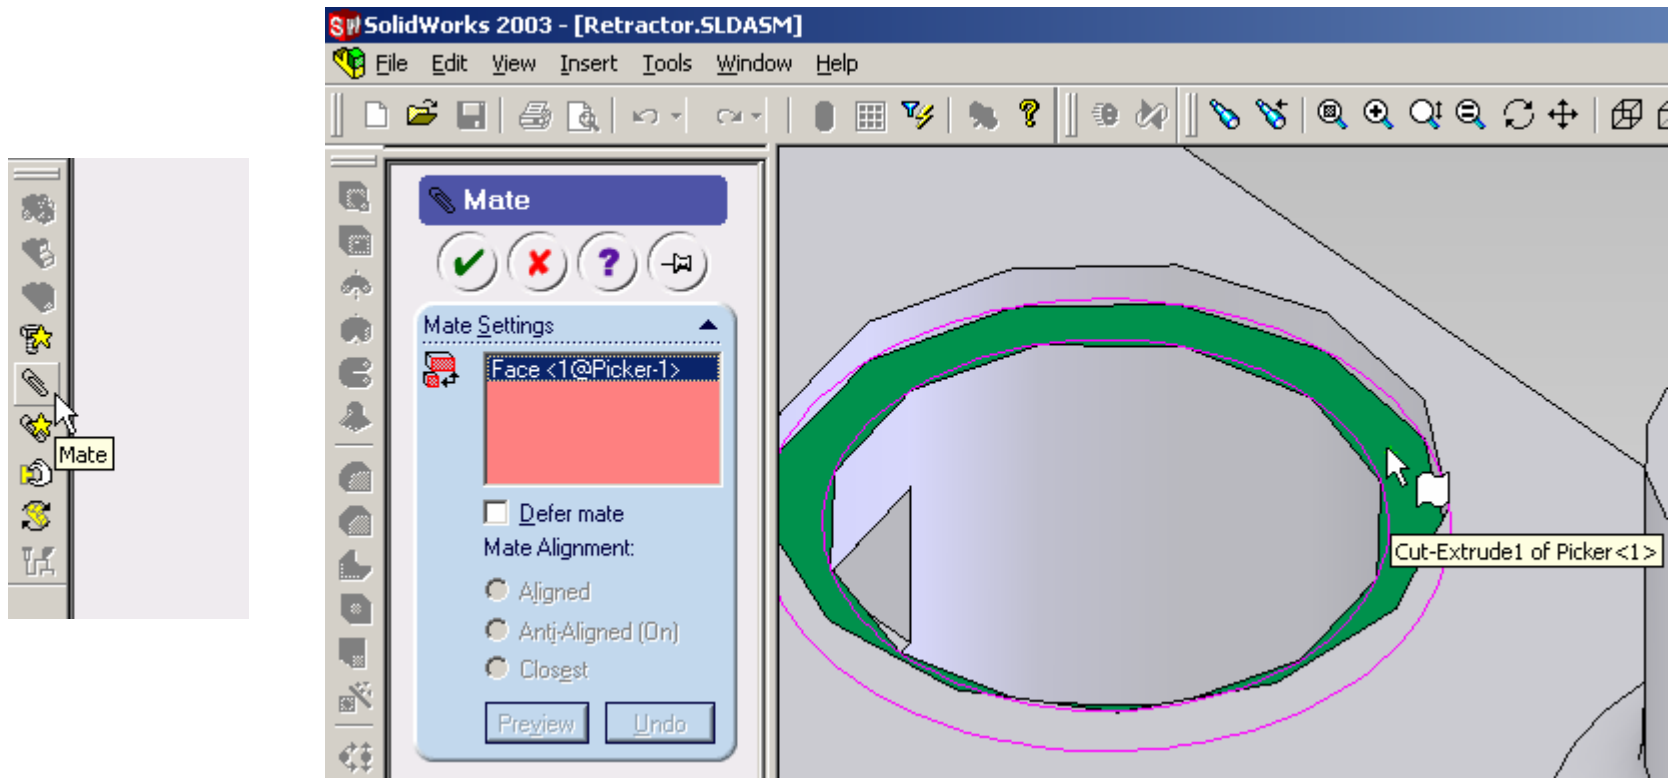 Mate
SolidWorks 2003 - [Retractor.SLDASM]
File Edit View Insert Tools Window Help
Mate
Mate Settings
Face <1@Picker-1>
Defer mate
Mate Alignment:
Aligned
Anti-Aligned (On)
Closest
Preview Undo
Cut-Extrude1 of Picker<1>